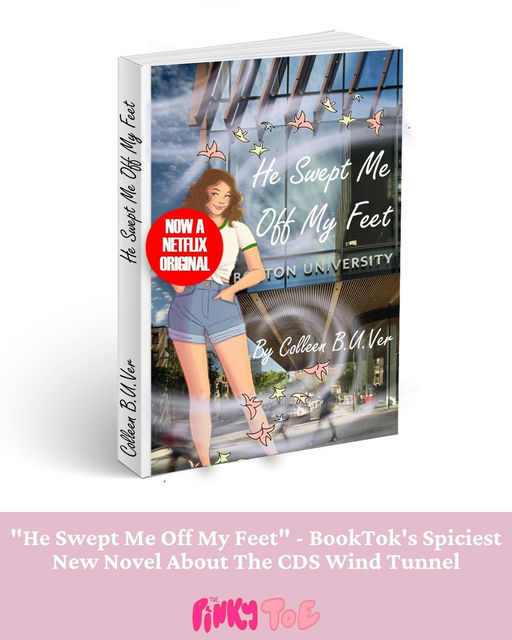 He Swept Me Off My Feet
Colleen B.U.Ver
He Swept Me
Off My Feet
NOW A
NETFLIX
ORIGINAL
BOSTON UNIVERSITY
By Colleen B.U.Ver
"He Swept Me Off My Feet" - BookTok's Spiciest
New Novel About The CDS Wind Tunnel
THE
PINKY TOE